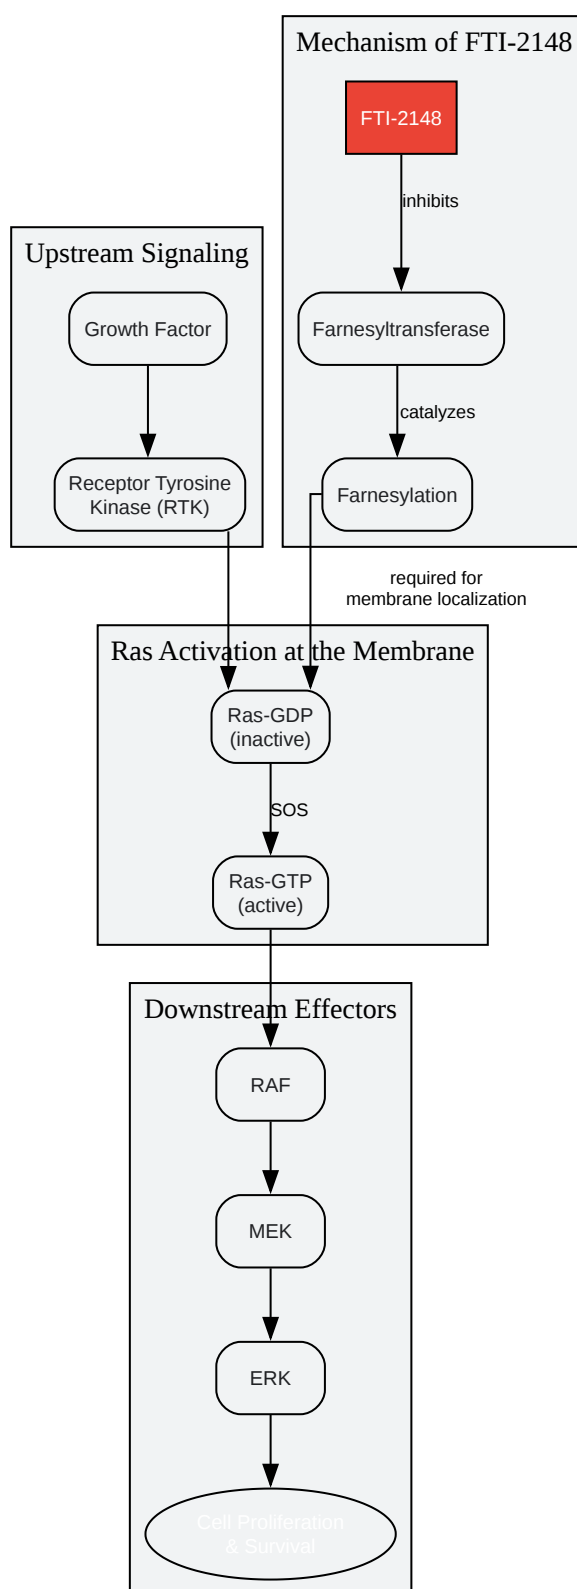 Mechanism of FTI-2148
FTI-2148
inhibits
Upstream Signaling
Growth Factor
Farnesyltransferase
catalyzes
Receptor Tyrosine
Kinase (RTK)
Farnesylation
required for
membrane localization
Ras Activation at the Membrane
Ras-GDP
(inactive)
SOS
Ras-GTP
(active)
Downstream Effectors
RAF
MEK
ERK
Cell Proliferation
& Survival